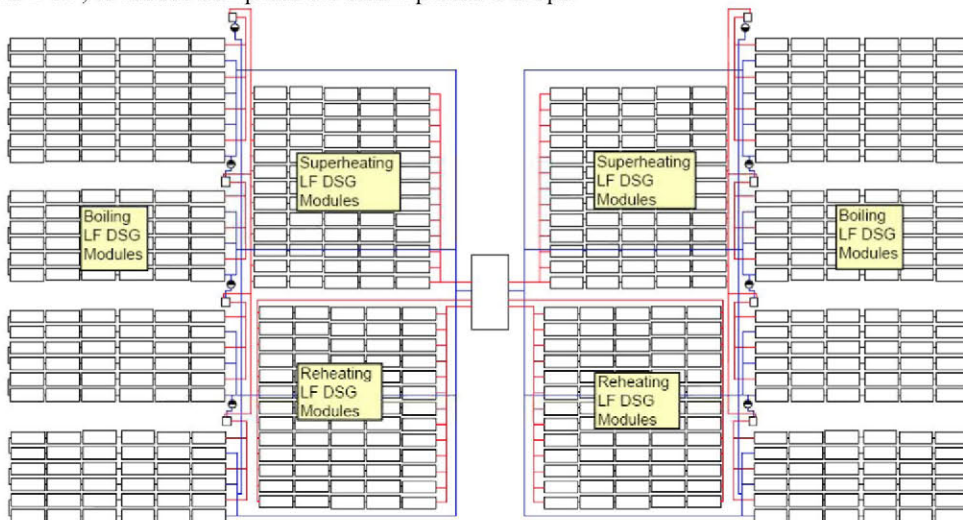 Superheating
LF DSG
Modules
Superheating
LF DSG
Modules
Boiling
LF DSG
Modules
Boiling
LF DSG
Modules
Reheating
LF DSG
Modules
Reheating
LF DSG
Modules